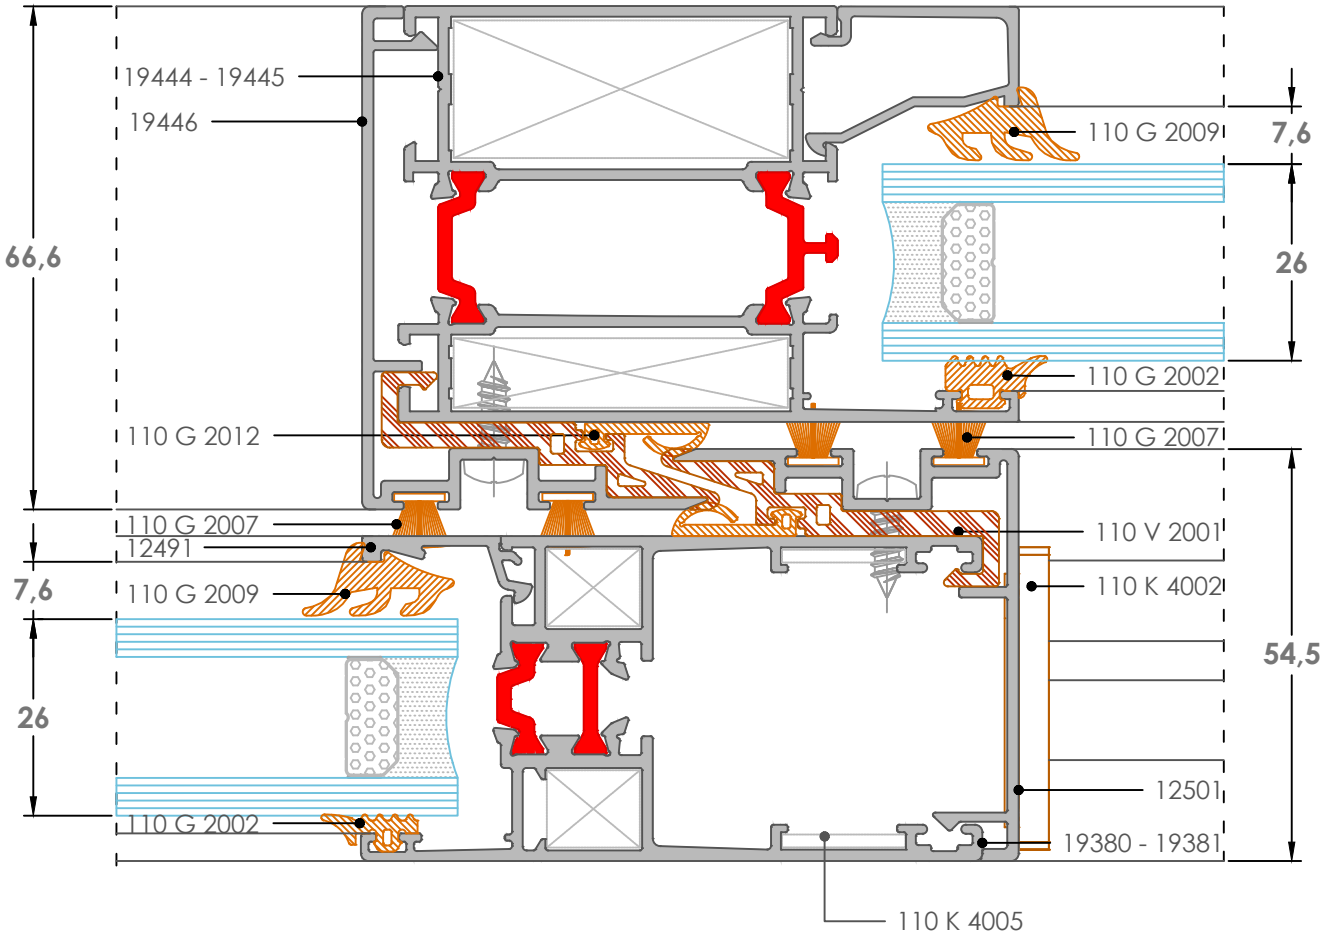 19444 - 19445
19446
110 G 2009
7,6
66,6
26
110 G 2002
110 G 2012
110 G 2007
110 G 2007
110 V 2001
12491
110 G 2009
7,6
110 K 4002
54,5
26
12501
110 G 2002
19380 - 19381
110 K 4005